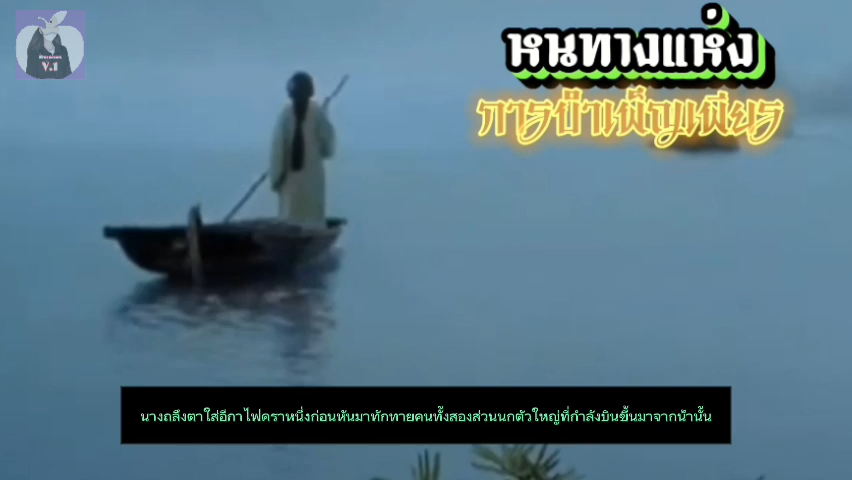 หนทางแห่ง
การบำเพ็ญเพียร
V.1
นางถลึงตาใส่อีกาไฟคราหนึ่งก่อนหันมาทักทายคนทั้งสองส่วนนกตัวใหญ่ที่กำลังบินขึ้นมาจากน้ำนั้น